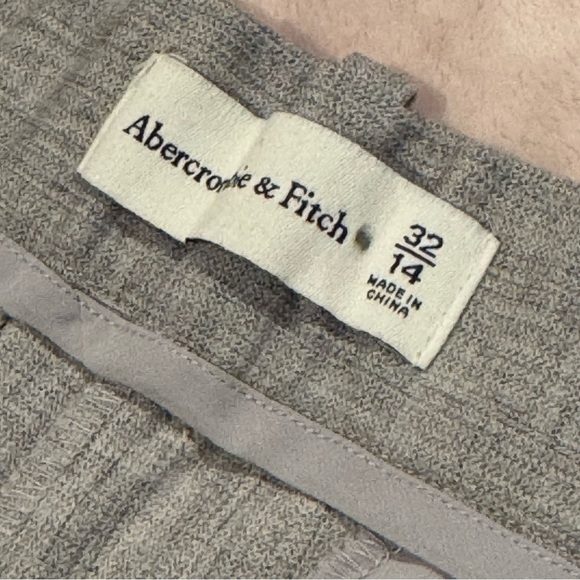 Abercrombie & Fitch
32
14
MADE IN
CHINA